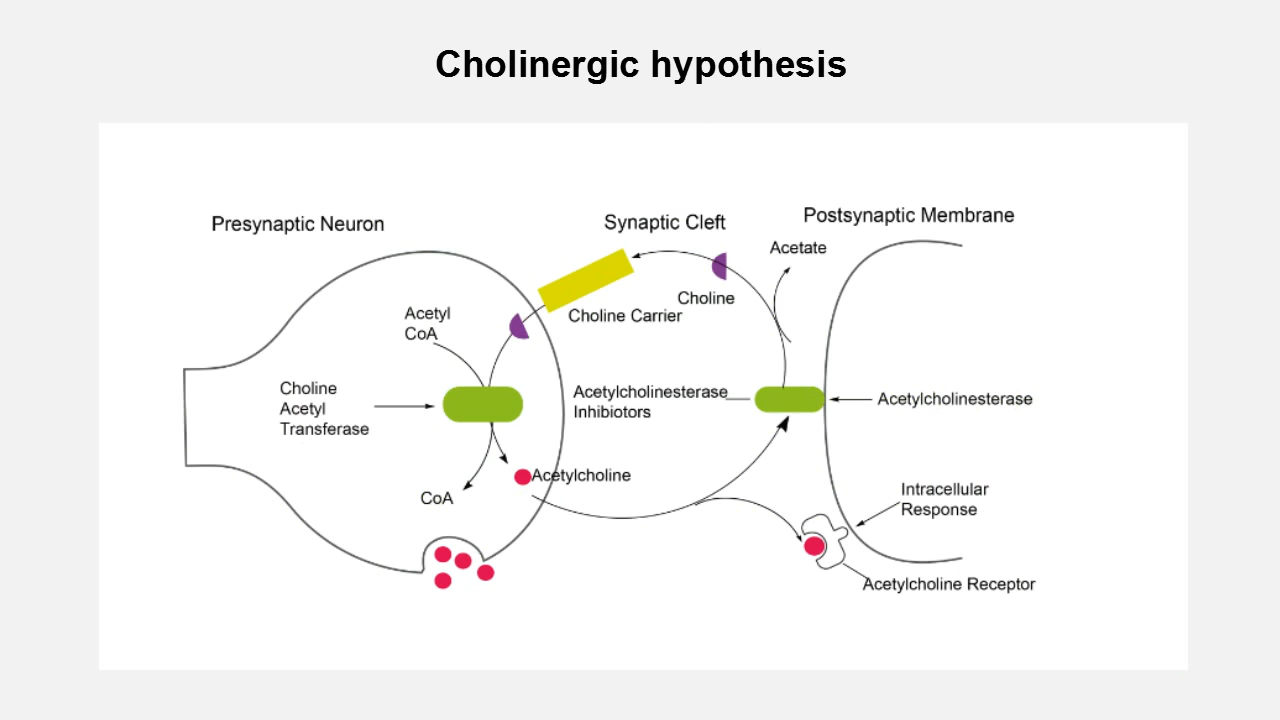 Cholinergic hypothesis
Presynaptic Neuron
Synaptic Cleft
Postsynaptic Membrane
Acetate
Choline
Choline Carrier
Acetyl
CoA
Choline
Acetyl
Transferase
Acetylcholinesterase
Inhibiotors
Acetylcholinesterase
Acetylcholine
CoA
Intracellular
Response
Acetylcholine Receptor